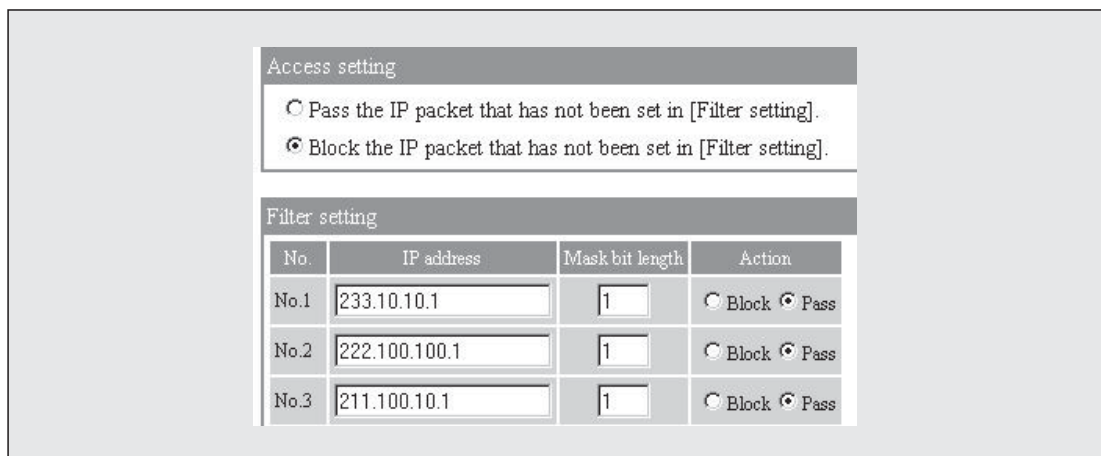 Access setting
Pass the IP packet that has not been set in [Filter setting].
Block the IP packet that has not been set in [Filter setting].
Filter setting
No. IP address Mask bit length Action
No.1 233.10.10.1 1 Block Pass
No.2 222.100.100.1 1 Block Pass
No.3 211.100.10.1 1 Block Pass